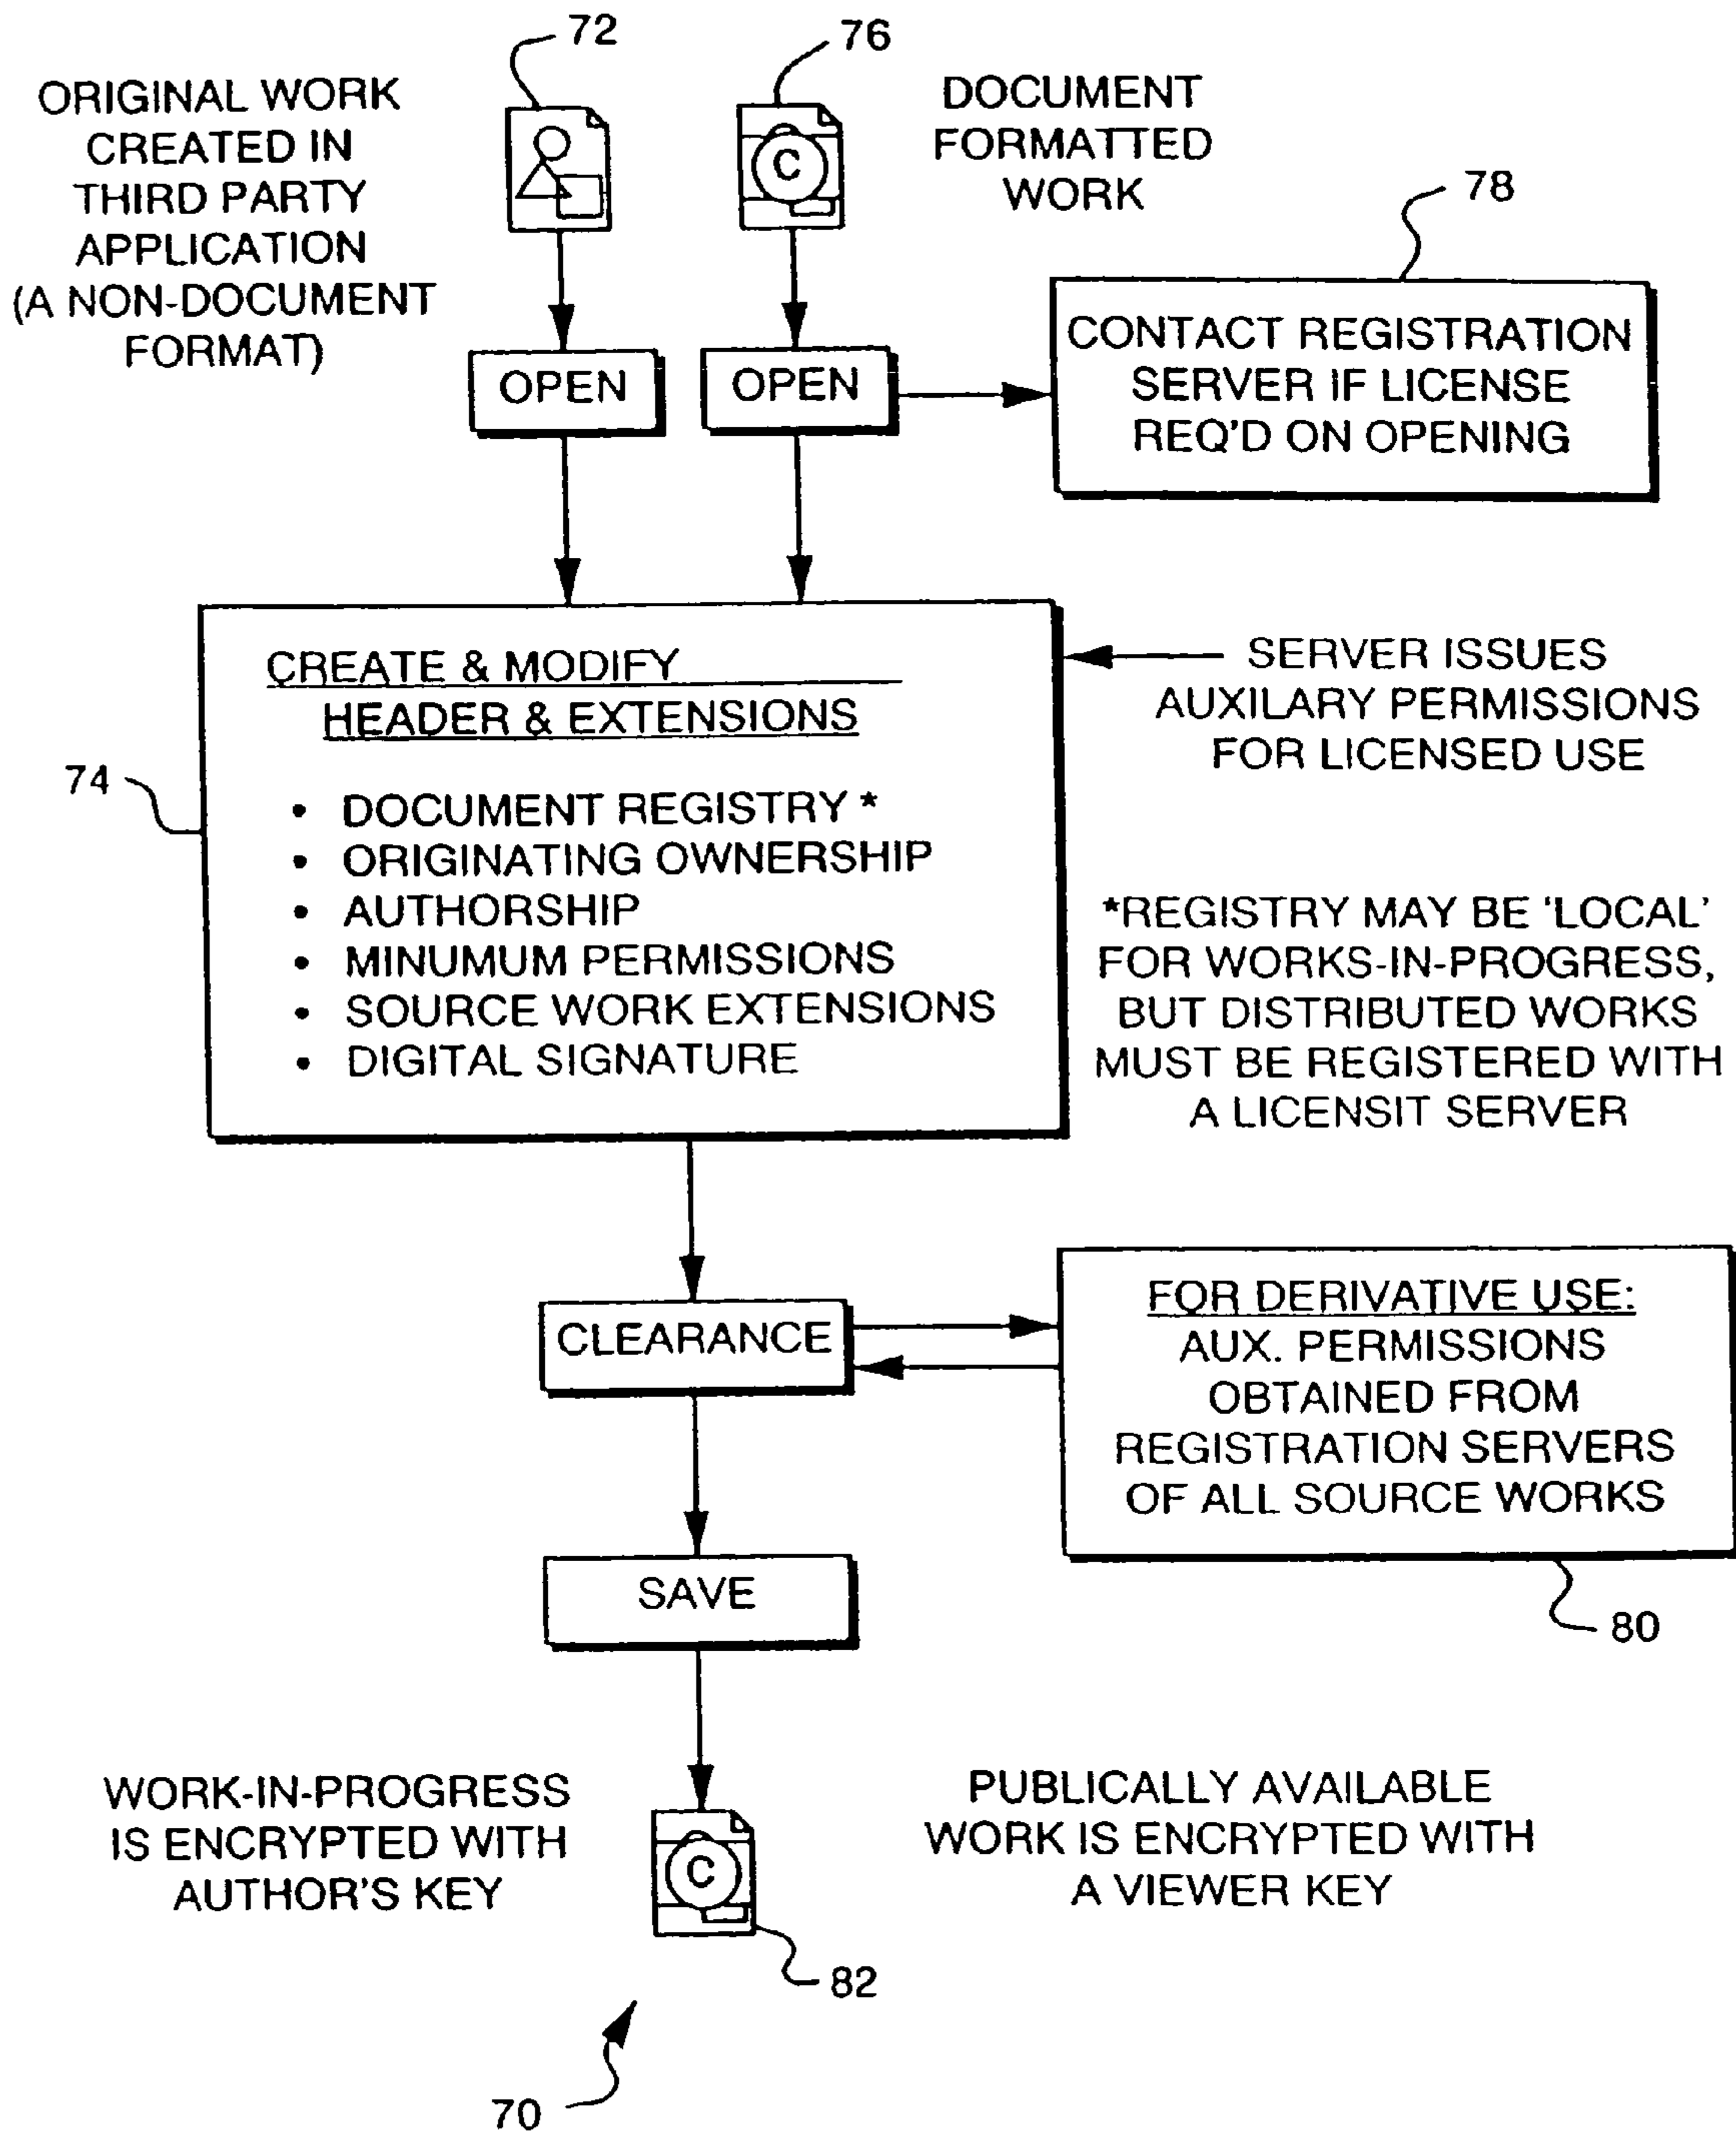 72
76
ORIGINAL WORK
CREATED IN
THIRD PARTY
APPLICATION
(A NON-DOCUMENT
FORMAT)
C
DOCUMENT
FORMATTED
WORK
78
OPEN
OPEN
CONTACT REGISTRATION
SERVER IF LICENSE
REQ'D ON OPENING
CREATE & MODIFY
HEADER & EXTENSIONS
74
• DOCUMENT REGISTRY *
• ORIGINATING OWNERSHIP
• AUTHORSHIP
• MINUMUM PERMISSIONS
• SOURCE WORK EXTENSIONS
• DIGITAL SIGNATURE
SERVER ISSUES
AUXILARY PERMISSIONS
FOR LICENSED USE
*REGISTRY MAY BE 'LOCAL'
FOR WORKS-IN-PROGRESS,
BUT DISTRIBUTED WORKS
MUST BE REGISTERED WITH
A LICENSIT SERVER
CLEARANCE
FOR DERIVATIVE USE:
AUX. PERMISSIONS
OBTAINED FROM
REGISTRATION SERVERS
OF ALL SOURCE WORKS
80
SAVE
WORK-IN-PROGRESS
IS ENCRYPTED WITH
AUTHOR'S KEY
C
PUBLICALLY AVAILABLE
WORK IS ENCRYPTED WITH
A VIEWER KEY
82
70